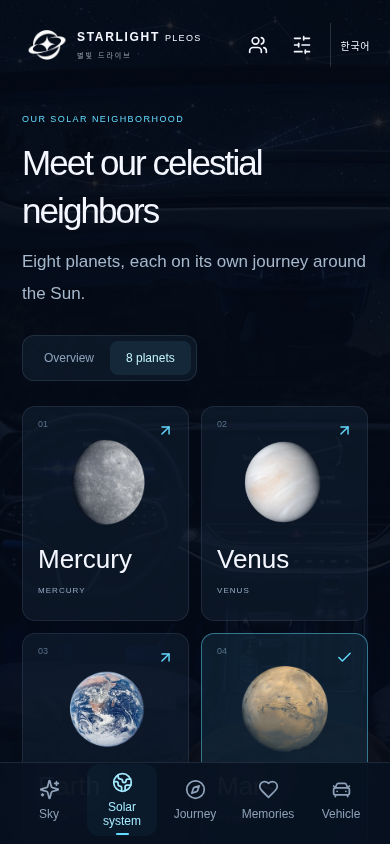 STARLIGHT PLEOS
별빛 드라이브
한국어
OUR SOLAR NEIGHBORHOOD
Meet our celestial
neighbors
Eight planets, each on its own journey around
the Sun.
Overview
8 planets
01
02
Mercury
Venus
MERCURY
VENUS
03
04
Earth
Mars
Sky
Solar
system
Journey
Memories
Vehicle